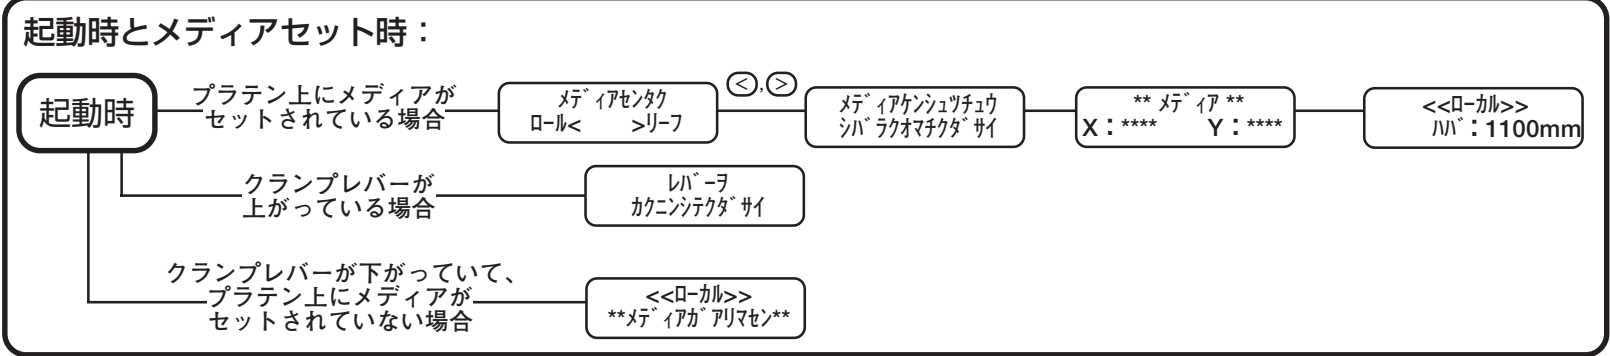 起動時とメディアセット時：
起動時
プラテン上にメディアが
セットされている場合
ﾒﾃﾞｨｱｾﾝﾀｸ
ﾛｰﾙ< >ﾘｰﾌ
<,>
ﾒﾃﾞｨｱｹﾝｼｭﾂﾁｭｳ
ｼﾊﾞﾗｸｵﾏﾁｸﾀﾞｻｲ
** ﾒﾃﾞｨｱ **
X：**** Y：****
<<ﾛｰｶﾙ>>
ﾊﾊﾞ：1100mm
クランプレバーが
上がっている場合
ﾚﾊﾞｰｦ
ｶｸﾆﾝｼﾃｸﾀﾞｻｲ
クランプレバーが下がっていて、
プラテン上にメディアが
セットされていない場合
<<ﾛｰｶﾙ>>
**ﾒﾃﾞｨｱｶﾞｱﾘﾏｾﾝ**